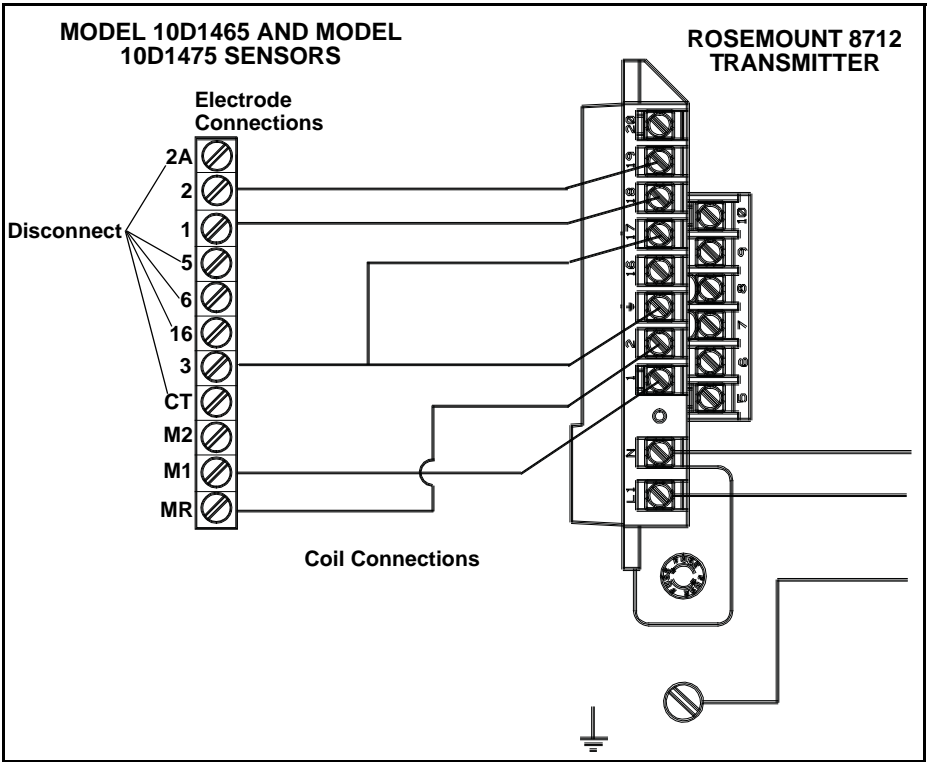 MODEL 10D1465 AND MODEL
10D1475 SENSORS
ROSEMOUNT 8712
TRANSMITTER
Electrode
Connections
Disconnect
2A
2
1
5
6
16
3
CT
M2
M1
MR
Coil Connections
20
19
18
17
16
2
1
N
L1
10
9
8
7
6
5